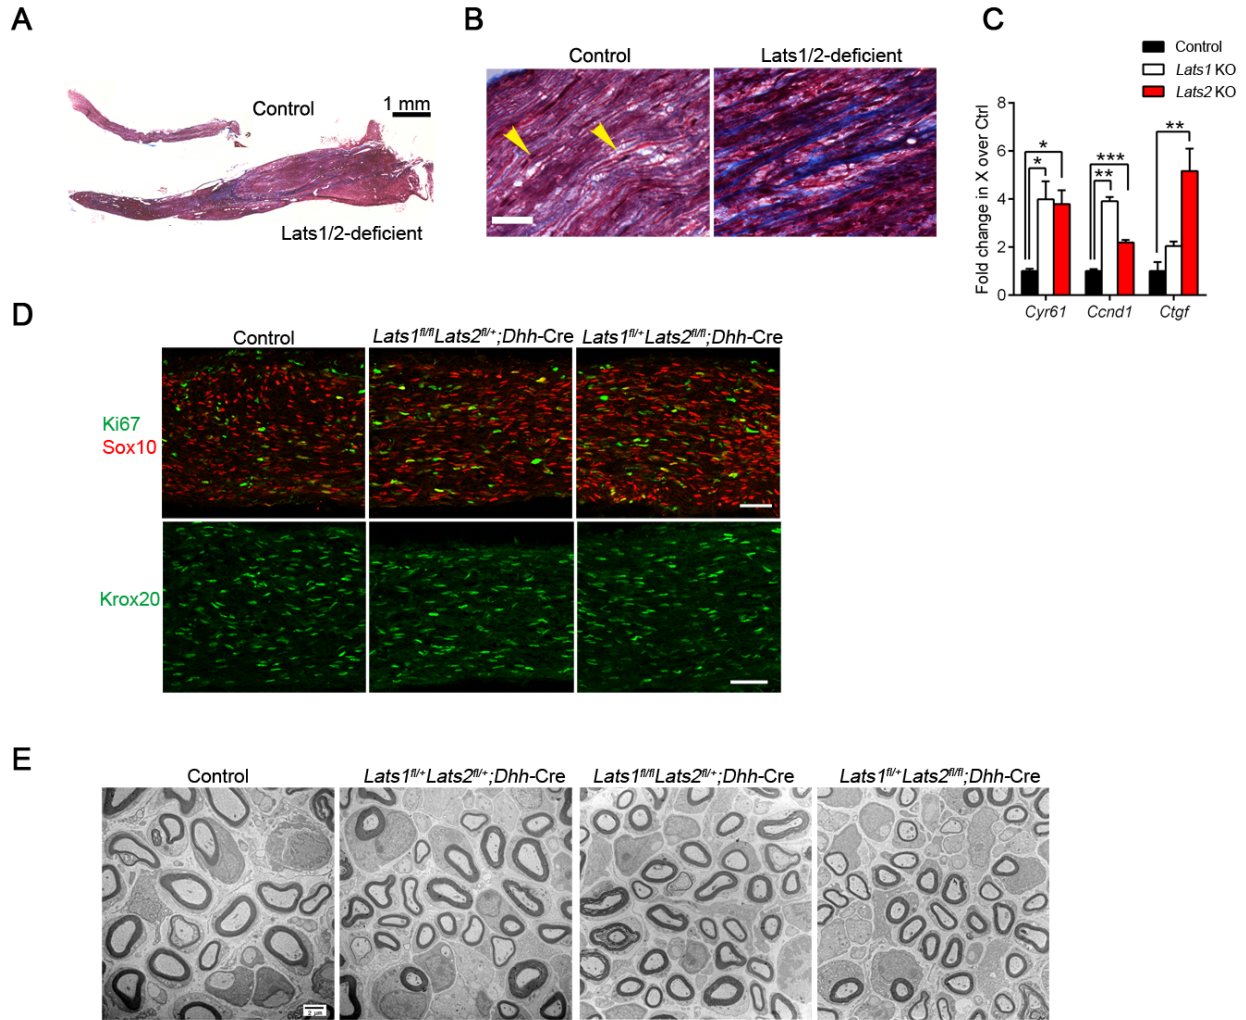 A
Control
1 mm
Lats1/2-deficient
B
Control
Lats1/2-deficient
C
Control
Lats1 KO
Lats2 KO
Fold change in X over Ctrl
8
6
4
2
0
*
*
***
**
**
Cyr61
Ccnd1
Ctgf
D
Control
Lats1fl/flLats2fl/+;Dhh-Cre
Lats1fl/+Lats2fl/fl;Dhh-Cre
Ki67
Sox10
Krox20
E
Control
Lats1fl/+Lats2fl/+;Dhh-Cre
Lats1fl/flLats2fl/+;Dhh-Cre
Lats1fl/+Lats2fl/fl;Dhh-Cre
2 µm